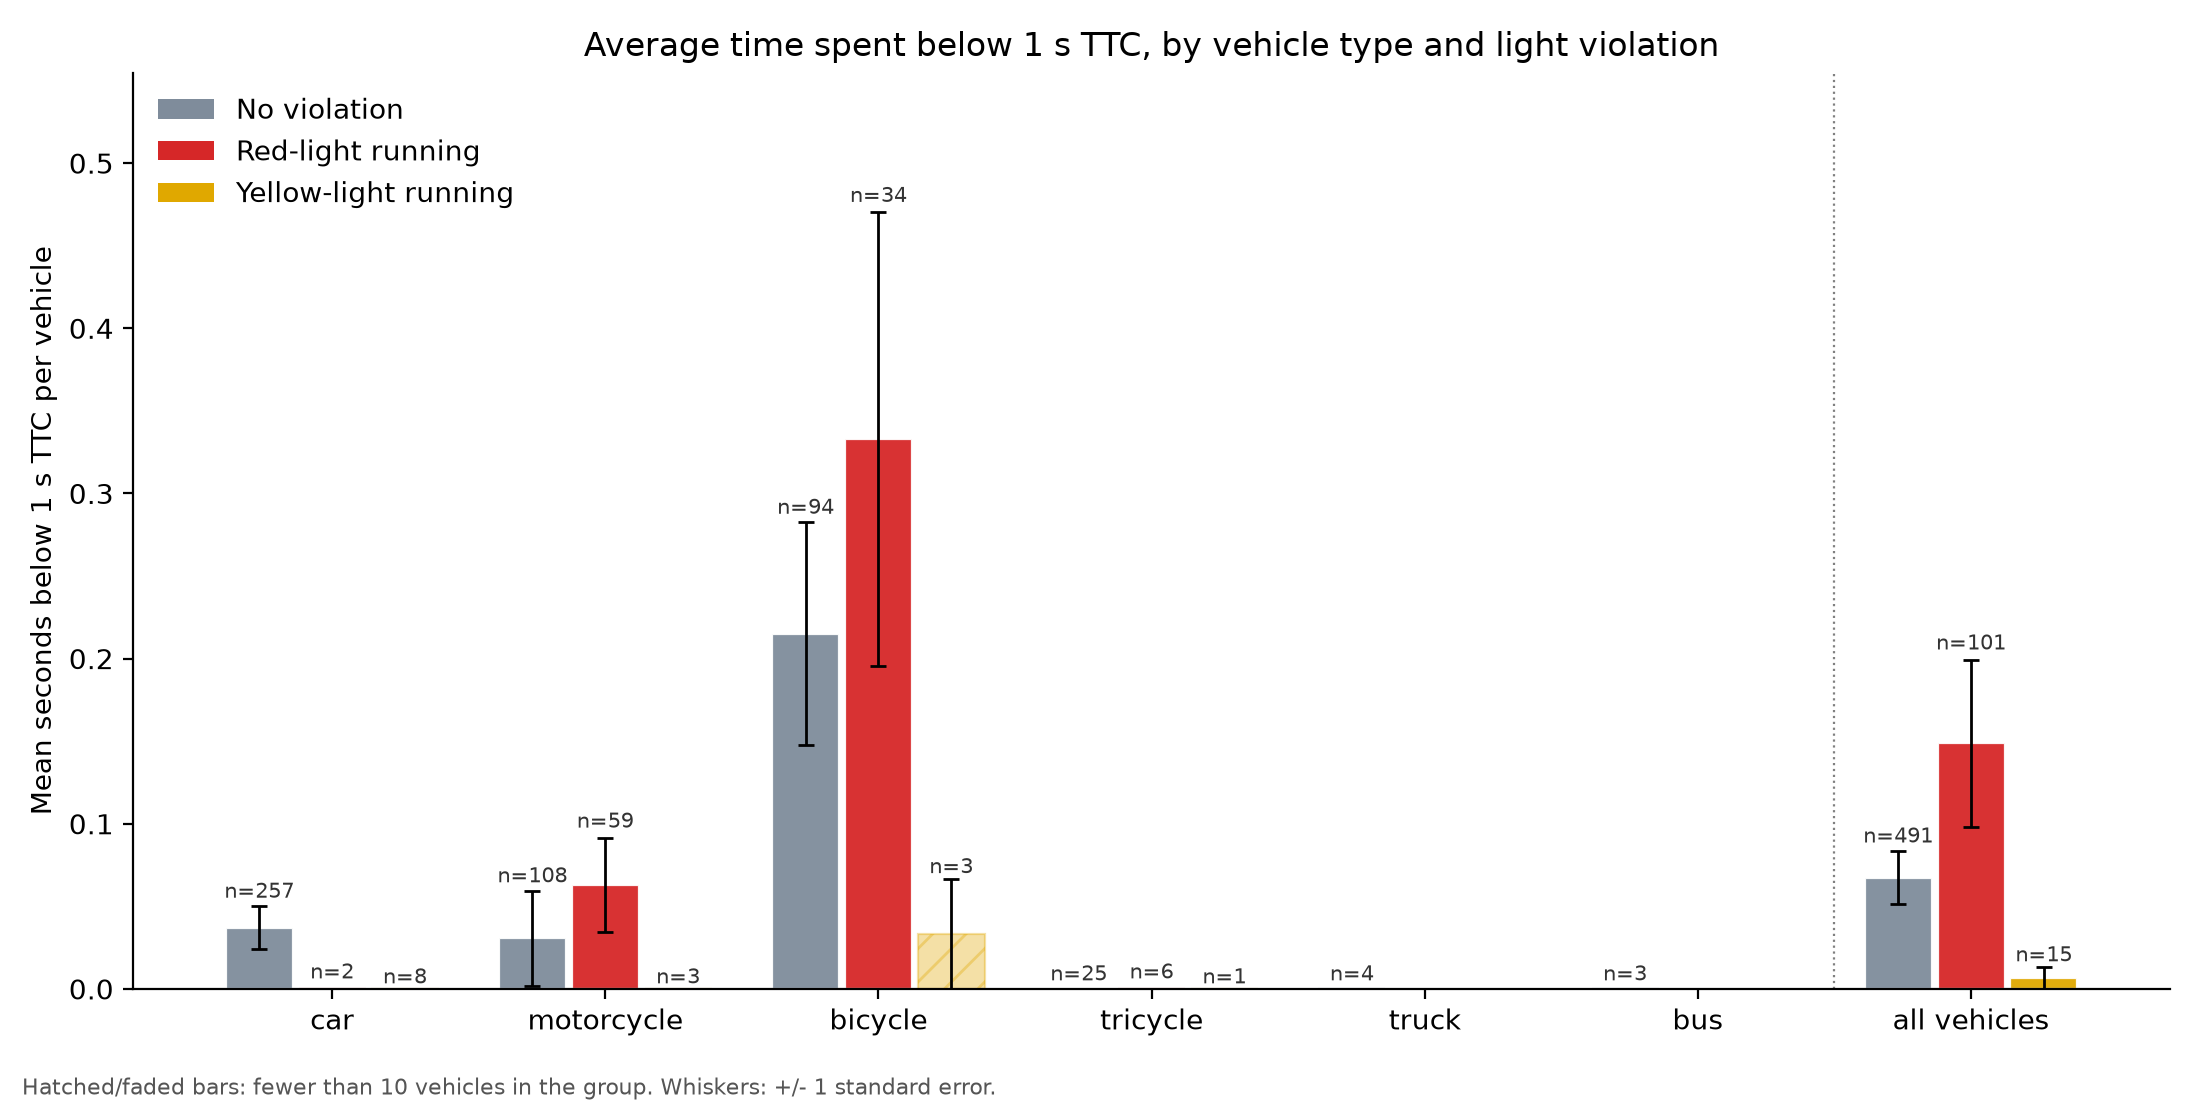 Average time spent below 1 s TTC, by vehicle type and light violation
No violation
Red-light running
Yellow-light running
Mean seconds below 1 s TTC per vehicle
0.5
0.4
0.3
0.2
0.1
0.0
n=257
n=2
n=8
n=108
n=59
n=3
n=94
n=34
n=3
n=25
n=6
n=1
n=4
n=3
n=491
n=101
n=15
car
motorcycle
bicycle
tricycle
truck
bus
all vehicles
Hatched/faded bars: fewer than 10 vehicles in the group. Whiskers: +/- 1 standard error.